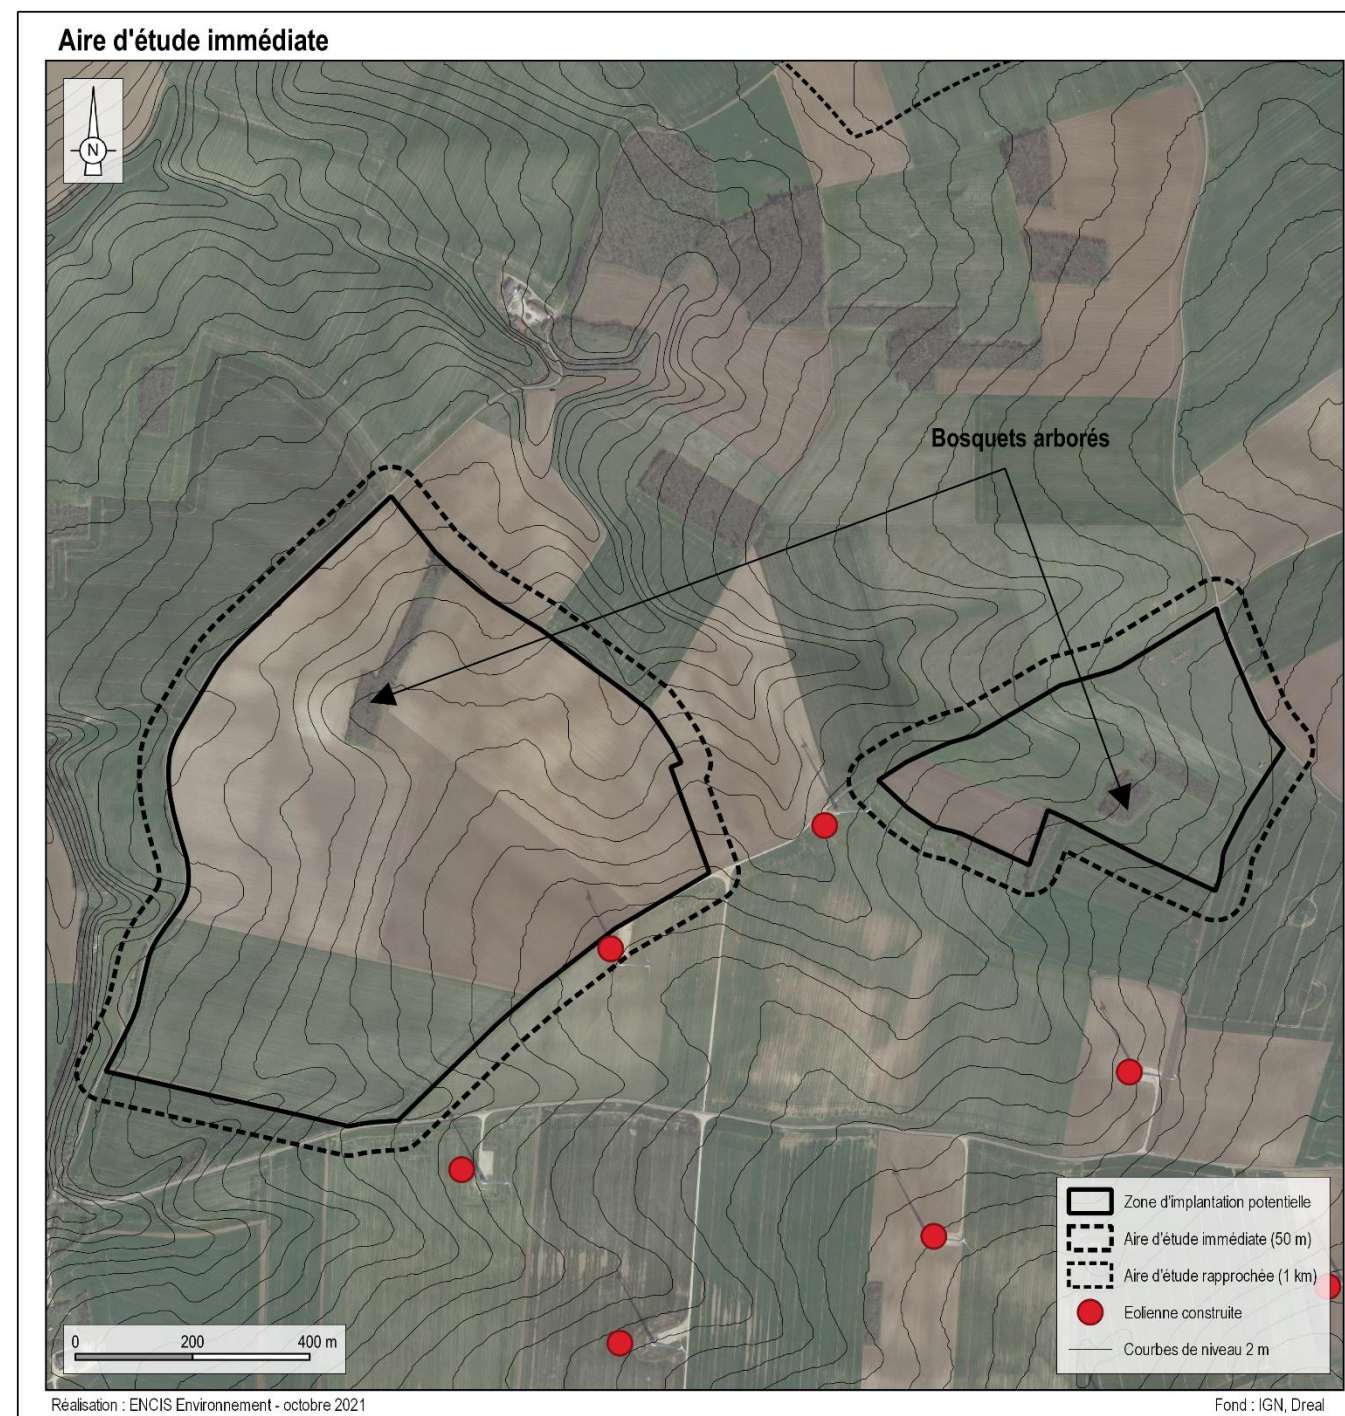 Aire d'étude immédiate
N
Bosquets arborés
Zone d'implantation potentielle
Aire d'étude immédiate (50 m)
Aire d'étude rapprochée (1 km)
Eolienne construite
Courbes de niveau 2 m
0 200 400 m
Réalisation : ENCIS Environnement - octobre 2021
Fond : IGN, Dreal